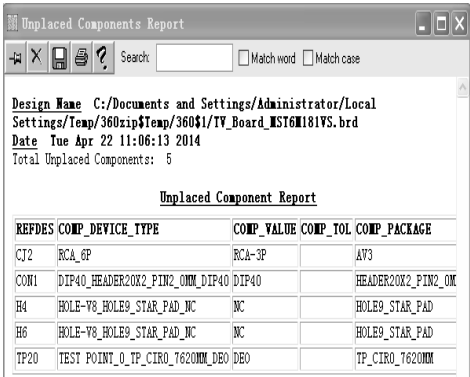 Unplaced Components Report
Search: Match word Match case
Design Name C:/Documents and Settings/Administrator/Local
Settings/Temp/360zip$Temp/360$1/TV_Board_MST6M181VS.brd
Date Tue Apr 22 11:06:13 2014
Total Unplaced Components: 5
Unplaced Component Report
REFDES COMP_DEVICE_TYPE COMP_VALUE COMP_TOL COMP_PACKAGE
CJ2 RCA_6P RCA-3P AV3
CON1 DIP40_HEADER20X2_PIN2_0MM_DIP40 DIP40 HEADER20X2_PIN2_0M
H4 HOLE-V8_HOLE9_STAR_PAD_NC NC HOLE9_STAR_PAD
H6 HOLE-V8_HOLE9_STAR_PAD_NC NC HOLE9_STAR_PAD
TP20 TEST POINT_0_TP_CIR0_7620MM_DEO DEO TP_CIR0_7620MM